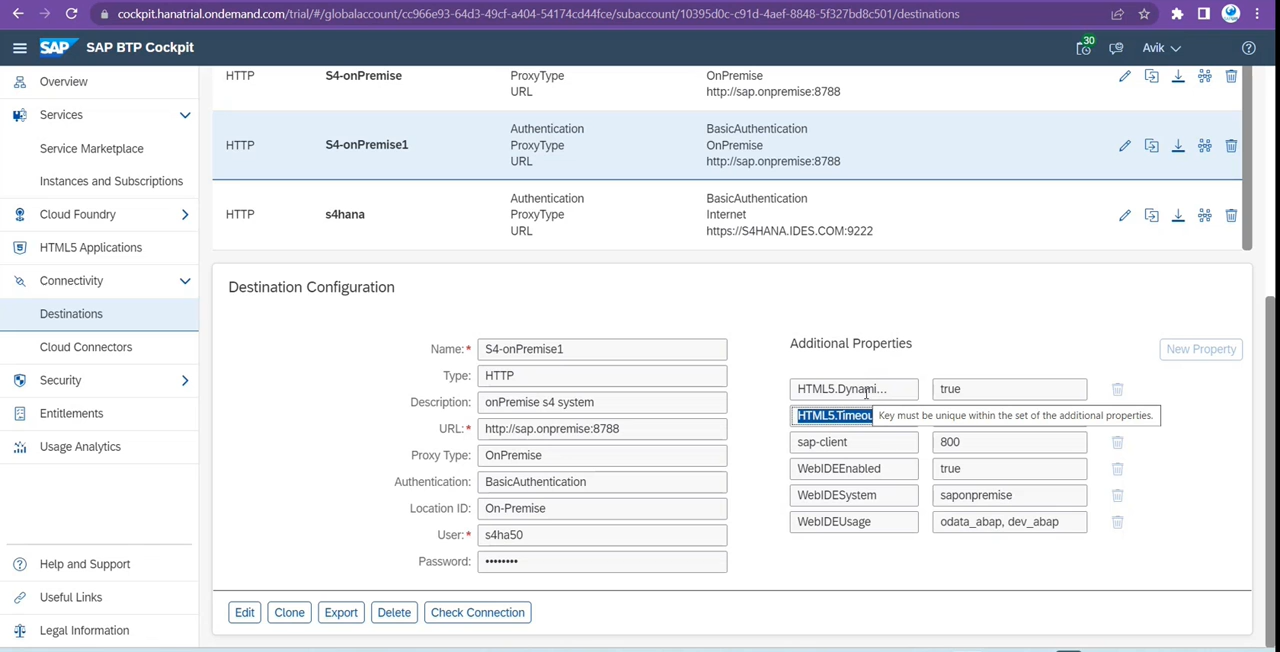 cockpit.hanatrial.ondemand.com/trial/#/globalaccount/cc966e93-64d3-49cf-a404-54174cd44fce/subaccount/10395d0c-c91d-4aef-8848-5f327bd8c501/destinations
SAP SAP BTP Cockpit 30 Avik
Overview
Services
Service Marketplace
Instances and Subscriptions
Cloud Foundry
HTML5 Applications
Connectivity
Destinations
Cloud Connectors
Security
Entitlements
Usage Analytics
Help and Support
Useful Links
Legal Information
HTTP S4-onPremise ProxyType OnPremise
URL http://sap.onpremise:8788
Authentication BasicAuthentication
HTTP S4-onPremise1 ProxyType OnPremise
URL http://sap.onpremise:8788
Authentication BasicAuthentication
HTTP s4hana ProxyType Internet
URL https://S4HANA.IDES.COM:9222
Destination Configuration
Name:* S4-onPremise1
Type: HTTP
Description: onPremise s4 system
URL:* http://sap.onpremise:8788
Proxy Type: OnPremise
Authentication: BasicAuthentication
Location ID: On-Premise
User:* s4ha50
Password: ••••••••
Additional Properties
New Property
HTML5.Dynami... true
HTML5.Timeou Key must be unique within the set of the additional properties.
sap-client 800
WebIDEEnabled true
WebIDESystem saponpremise
WebIDEUsage odata_abap, dev_abap
Edit Clone Export Delete Check Connection